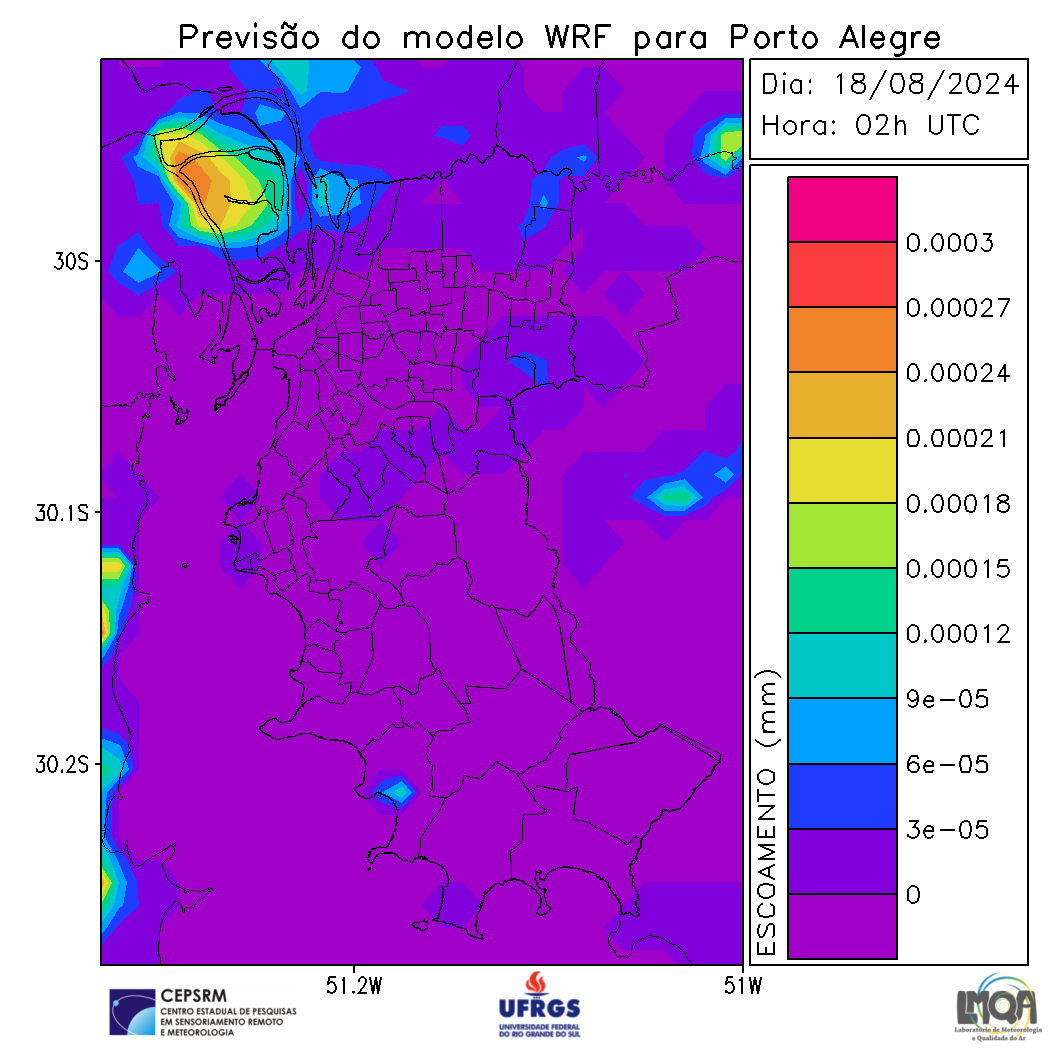 Previsão do modelo WRF para Porto Alegre
Dia: 18/08/2024
Hora: 02h UTC
30S
30.1S
30.2S
51.2W
51W
0.0003
0.00027
0.00024
0.00021
0.00018
0.00015
0.00012
9e-05
6e-05
3e-05
0
ESCOAMENTO (mm)
CEPSRM
CENTRO ESTADUAL DE PESQUISAS
EM SENSORIAMENTO REMOTO
E METEOROLOGIA
UFRGS
UNIVERSIDADE FEDERAL
DO RIO GRANDE DO SUL
LMQA
Laboratório de Meteorologia
e Qualidade do Ar